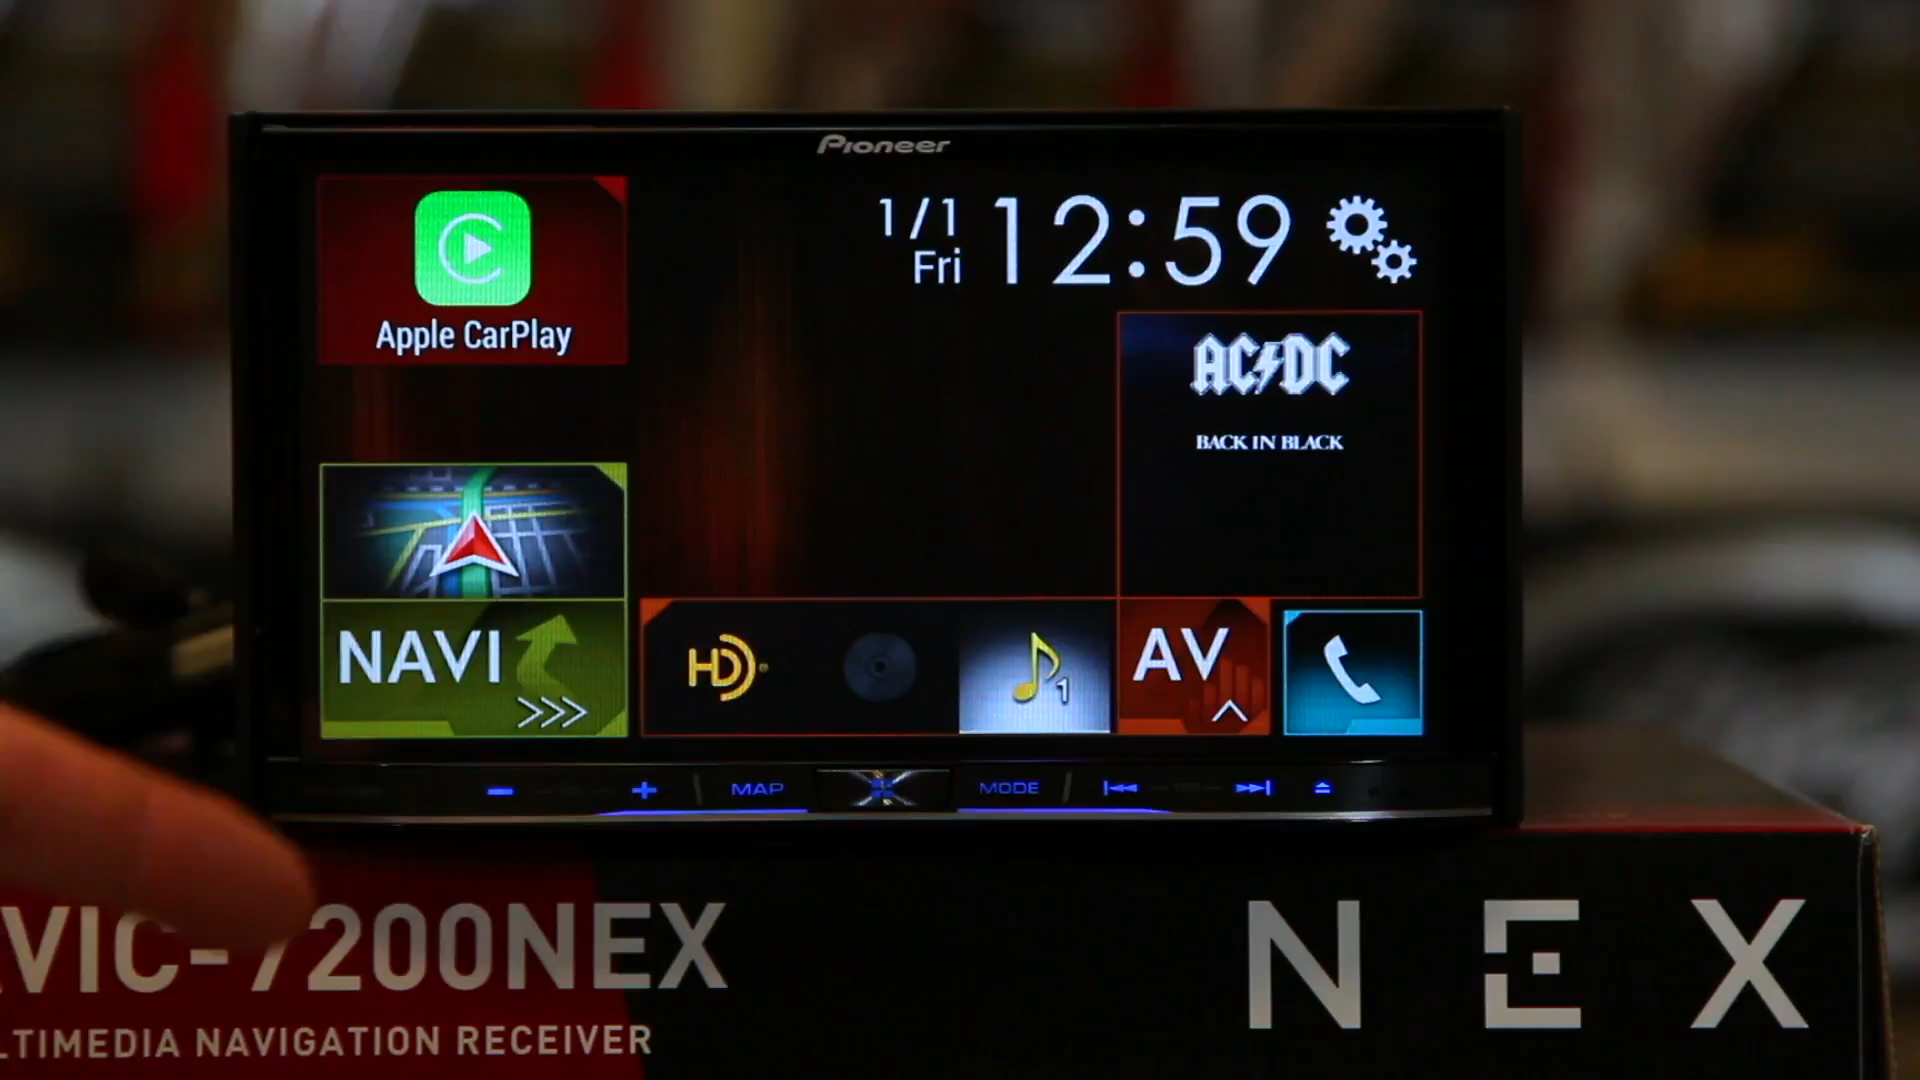 Pioneer
Apple CarPlay
1/1
Fri
12:59
AC⚡DC
BACK IN BLACK
NAVI
HD
1
AV
MAP
MODE
VIC-7200NEX
LTIMEDIA NAVIGATION RECEIVER
NEX